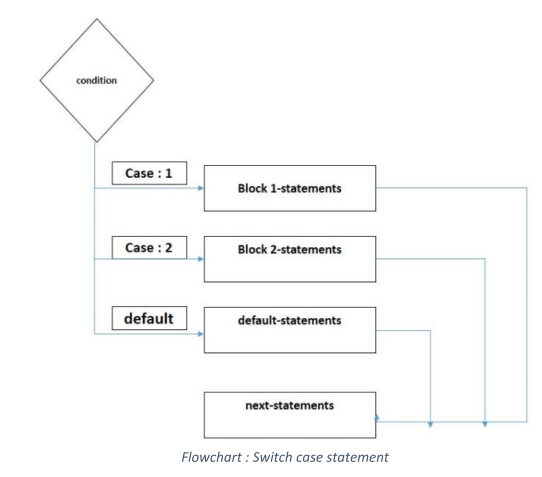 condition
Case : 1
Block 1-statements
Case : 2
Block 2-statements
default
default-statements
next-statements
Flowchart : Switch case statement